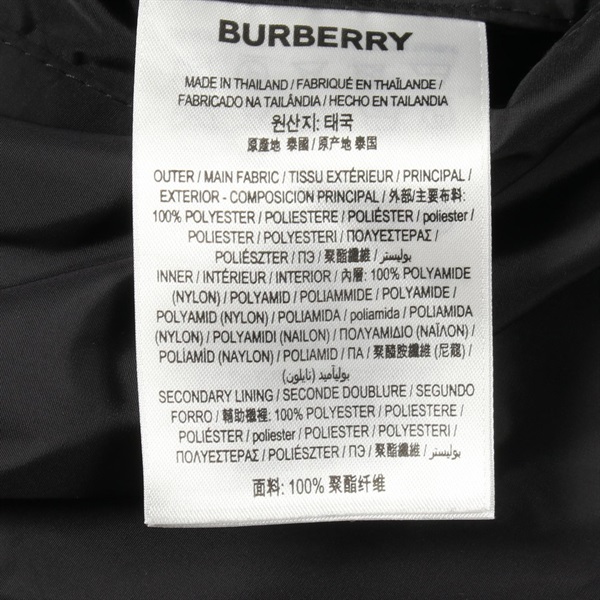 BURBERRY
MADE IN THAILAND / FABRIQUÉ EN THAÏLANDE /
FABRICADO NA TAILÂNDIA / HECHO EN TAILANDIA
원산지: 태국
原產地 泰國 / 原产地 泰国
OUTER / MAIN FABRIC / TISSU EXTÉRIEUR / PRINCIPAL /
EXTERIOR - COMPOSICIÓN PRINCIPAL / 外部/主要布料:
100% POLYESTER / POLIESTERE / POLIÉSTER / poliester /
POLIESTER / POLYESTERI / ΠΟΛΥΕΣΤΕΡΑΣ /
POLIÉSZTER / ПЭ / 聚酯纖維 / بوليستر
INNER / INTÉRIEUR / INTERIOR / 內層: 100% POLYAMIDE
(NYLON) / POLYAMID / POLIAMMIDE / POLYAMIDE /
POLYAMID (NYLON) / POLIAMIDA / poliamida / POLIAMIDA
(NYLON) / POLYAMIDI (NAILON) / ΠΟΛΥΑΜΙΔΙΟ (ΝΑΪΛΟΝ) /
POLÍAMÍÐ (NAYLON) / POLIAMID / ПА / 聚醯胺纖維 (尼龍) /
بولياميد (نايلون)
SECONDARY LINING / SECONDE DOUBLURE / SEGUNDO
FORRO / 輔助襯裡: 100% POLYESTER / POLIESTERE /
POLIÉSTER / poliester / POLIESTER / POLYESTERI /
ΠΟΛΥΕΣΤΕΡΑΣ / POLIÉSZTER / ПЭ / 聚酯纖維 / بوليستر
面料: 100% 聚酯纤维